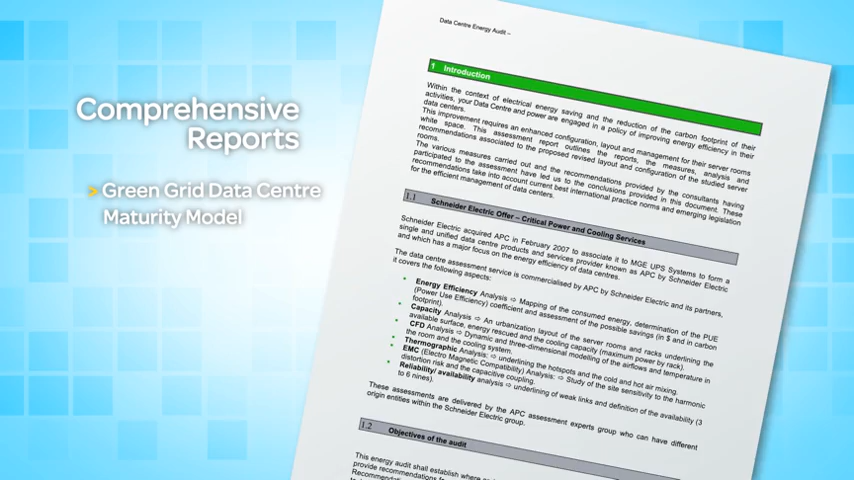 Comprehensive
Reports
> Green Grid Data Centre
Maturity Model
Data Centre Energy Audit –
1 Introduction
Within the context of electrical energy saving and the reduction of the carbon footprint of their
activities, your Data Centre and power are engaged in a policy of improving energy efficiency in their
data centers.
This improvement requires an enhanced configuration, layout and management for their server rooms
white space. This assessment report outlines the reports, the measures, analysis and
recommendations associated to the proposed revised layout and configuration of the studied server
rooms.
The various measures carried out and the recommendations provided by the consultants having
participated to the assessment have led us to the conclusions provided in this document. These
recommendations take into account current best international practice norms and emerging legislation
for the efficient management of data centers.
1.1 Schneider Electric Offer – Critical Power and Cooling Services
Schneider Electric acquired APC in February 2007 to associate it to MGE UPS Systems to form a
single and unified data centre products and services provider known as APC by Schneider Electric
and which has a major focus on the energy efficiency of data centres.
The data centre assessment service is commercialised by APC by Schneider Electric and its partners,
it covers the following aspects:
• Energy Efficiency Analysis ⇨ Mapping of the consumed energy, determination of the PUE
(Power Use Efficiency) coefficient and assessment of the possible savings (in $ and in carbon
footprint).
• Capacity Analysis ⇨ An urbanization layout of the server rooms and racks underlining the
available surface, energy rescued and the cooling capacity (maximum power by rack).
• CFD Analysis ⇨ Dynamic and three-dimensional modelling of the airflows and temperature in
the room and the cooling system.
• Thermographic Analysis: ⇨ underlining the hotspots and the cold and hot air mixing.
• EMC (Electro Magnetic Compatibility) Analysis: ⇨ Study of the site sensitivity to the harmonic
distortion risk and the capacitive coupling.
• Reliability/ availability analysis ⇨ underlining of weak links and definition of the availability (3
to 6 nines).
These assessments are delivered by the APC assessment experts group who can have different
origin entities within the Schneider Electric group.
1.2 Objectives of the audit
This energy audit shall establish where
provide recommendations